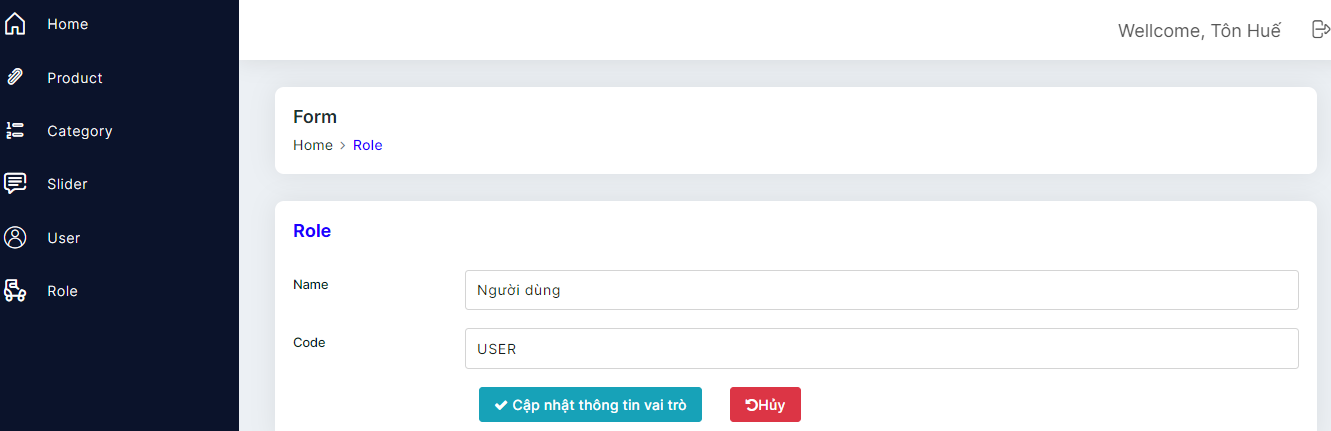 Home
Product
Category
Slider
User
Role
Wellcome, Tôn Huế
Form
Home > Role
Role
Name
Người dùng
Code
USER
Cập nhật thông tin vai trò
Hủy